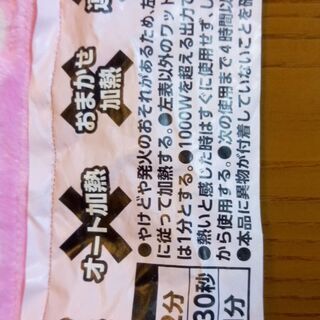 おまかせ
加熱
オート加熱
●やけどや発火のおそれがあるため、左
に従って加熱する。●左表以外のワット
は1分とする。●1000Wを超える出力で
●熱いと感じた時はすぐに使用せず、し
から使用する。●次の使用まで4時間以
●本品に異物が付着していないことを確
分
30秒
分